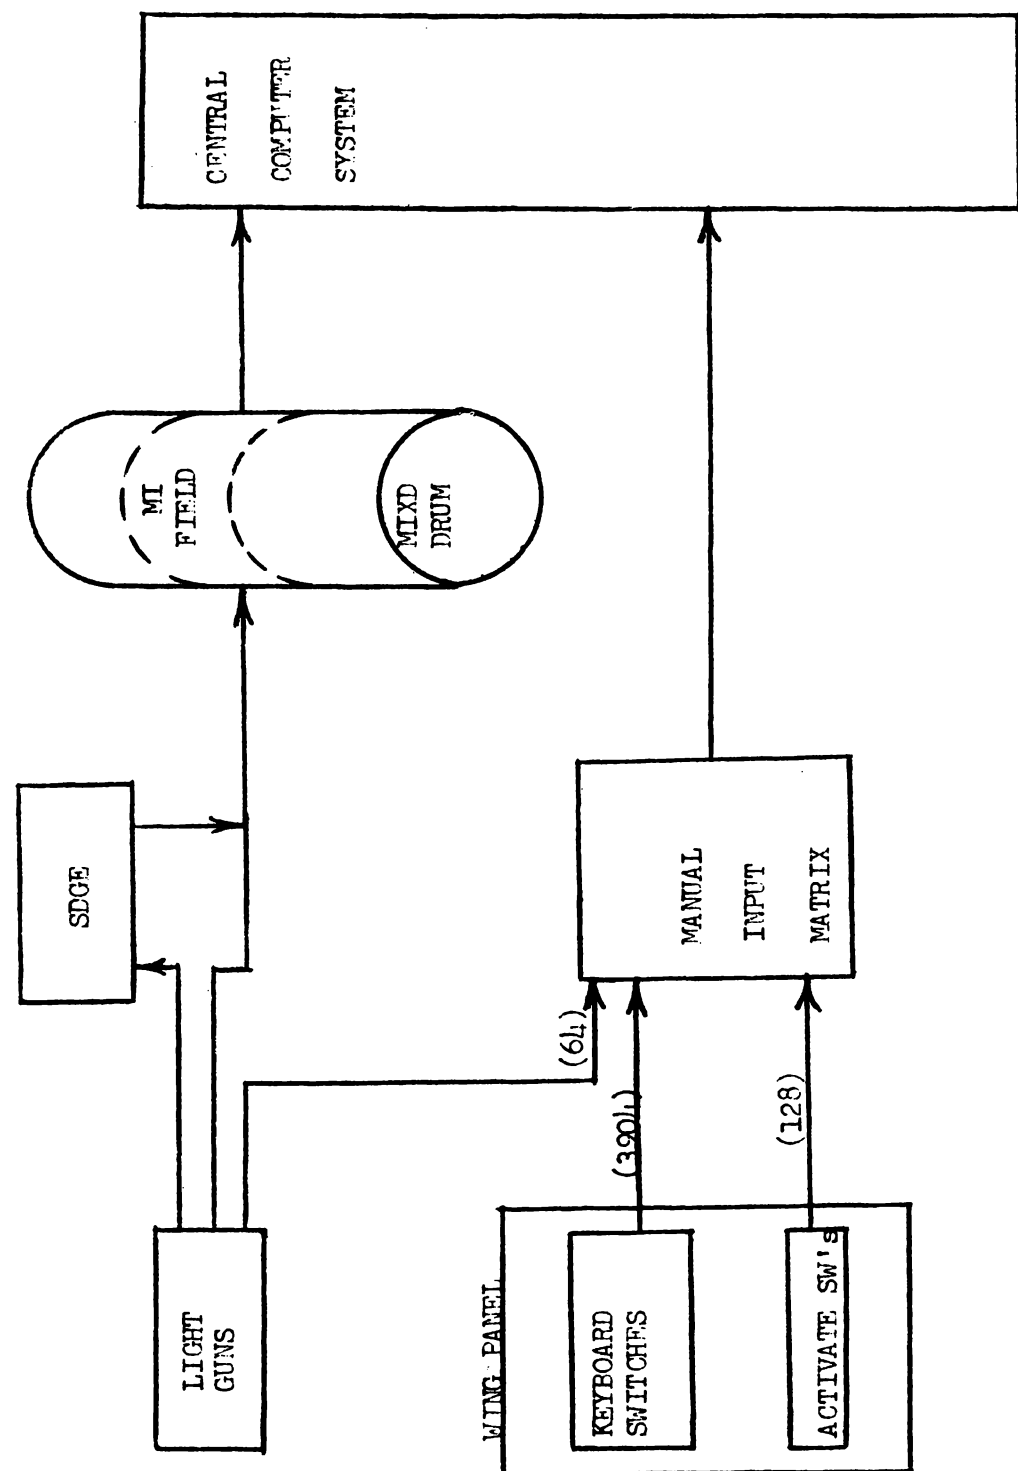 LIGHT
GUNS
SDGE
MI
FIELD
MIXD
DRUM
CENTRAL
COMPUTER
SYSTEM
WING PANEL
KEYBOARD
SWITCHES
ACTIVATE SW's
(64)
(3904)
(128)
MANUAL
INPUT
MATRIX